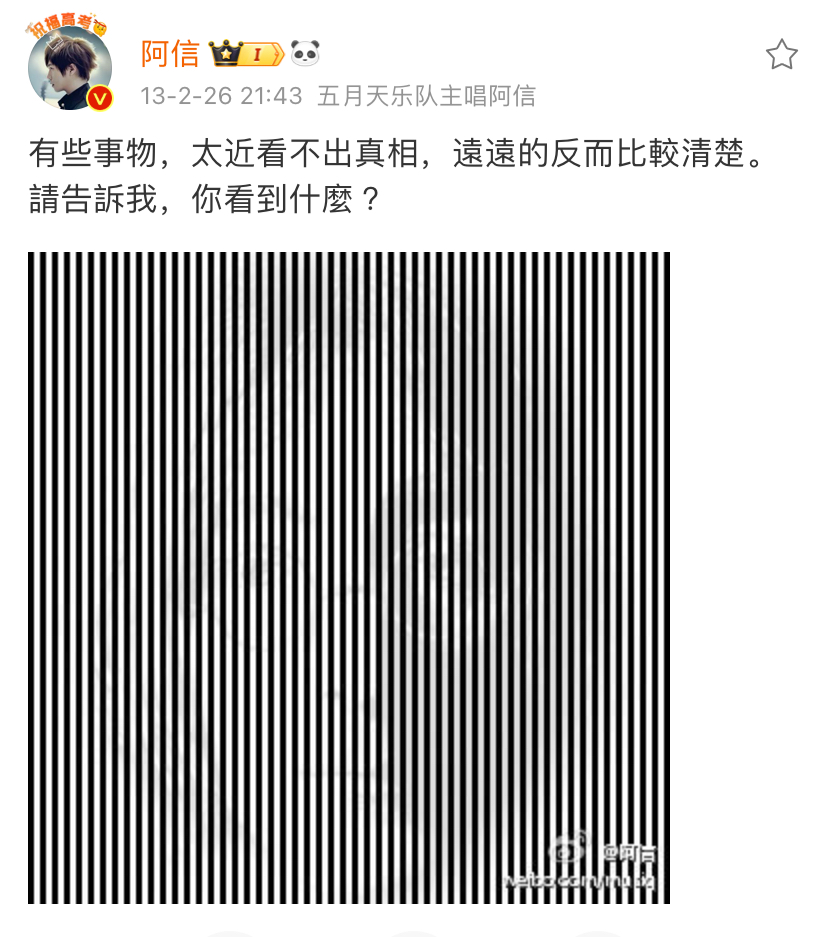 祝福高考
阿信 I
13-2-26 21:43 五月天乐队主唱阿信
有些事物，太近看不出真相，遠遠的反而比較清楚。
請告訴我，你看到什麼？
@阿信
weibo.com/music